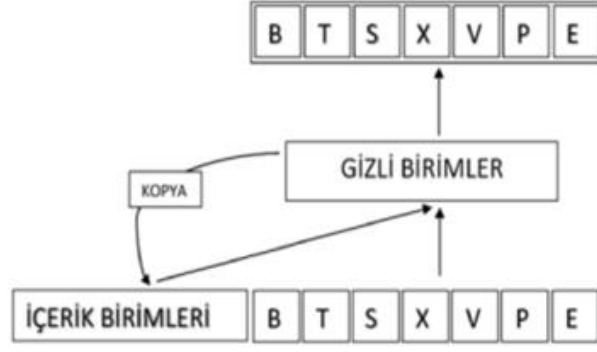 B T S X V P E
GİZLİ BİRİMLER
KOPYA
İÇERİK BİRİMLERİ B T S X V P E